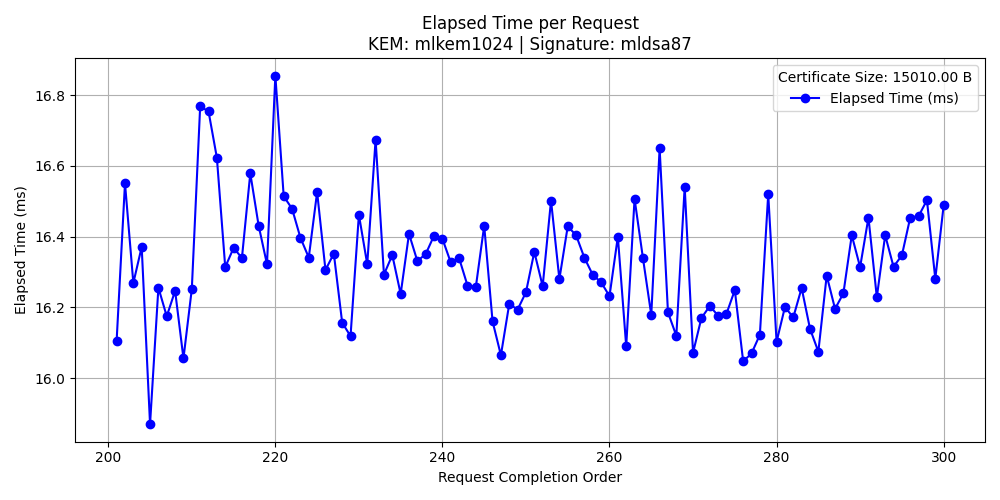 Elapsed Time per Request
KEM: mlkem1024 | Signature: mldsa87
Certificate Size: 15010.00 B
Elapsed Time (ms)
Elapsed Time (ms)
16.8
16.6
16.4
16.2
16.0
200 220 240 260 280 300
Request Completion Order